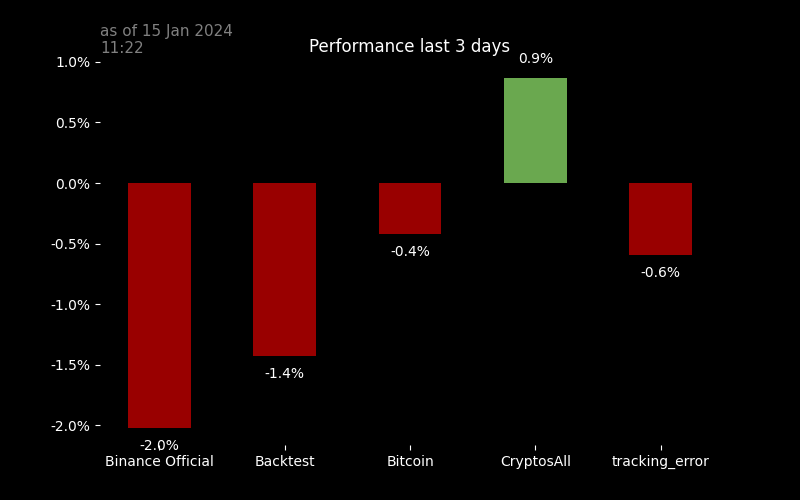 as of 15 Jan 2024
11:22
Performance last 3 days
1.0%
0.5%
0.0%
-0.5%
-1.0%
-1.5%
-2.0%
0.9%
-0.4%
-0.6%
-1.4%
-2.0%
Binance Official
Backtest
Bitcoin
CryptosAll
tracking_error